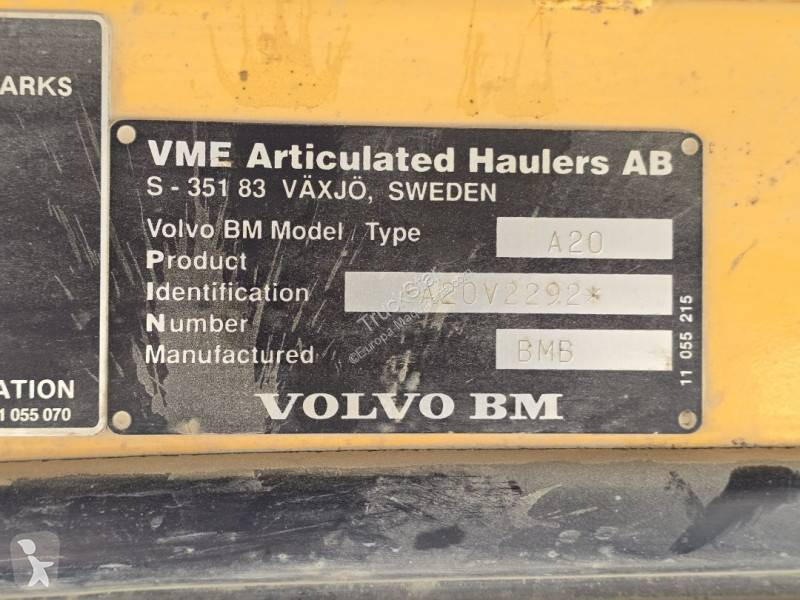 ARKS
VME Articulated Haulers AB
S - 351 83 VÄXJÖ, SWEDEN
Volvo BM Model / Type A20
Product
Identification A20V2292*
Number
Manufactured BMB
VOLVO BM
11 055 215
ATION
1 055 070